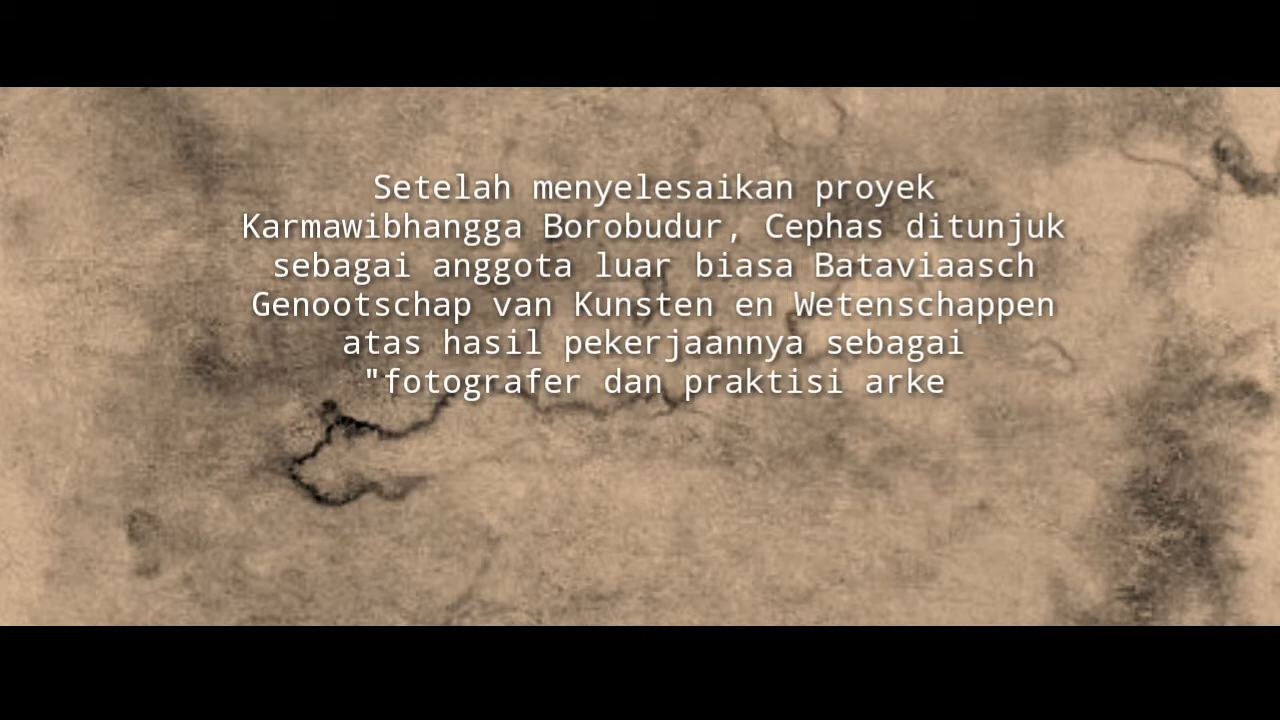 Setelah menyelesaikan proyek
Karmawibhangga Borobudur, Cephas ditunjuk
sebagai anggota luar biasa Bataviaasch
Genootschap van Kunsten en Wetenschappen
atas hasil pekerjaannya sebagai
"fotografer dan praktisi arke